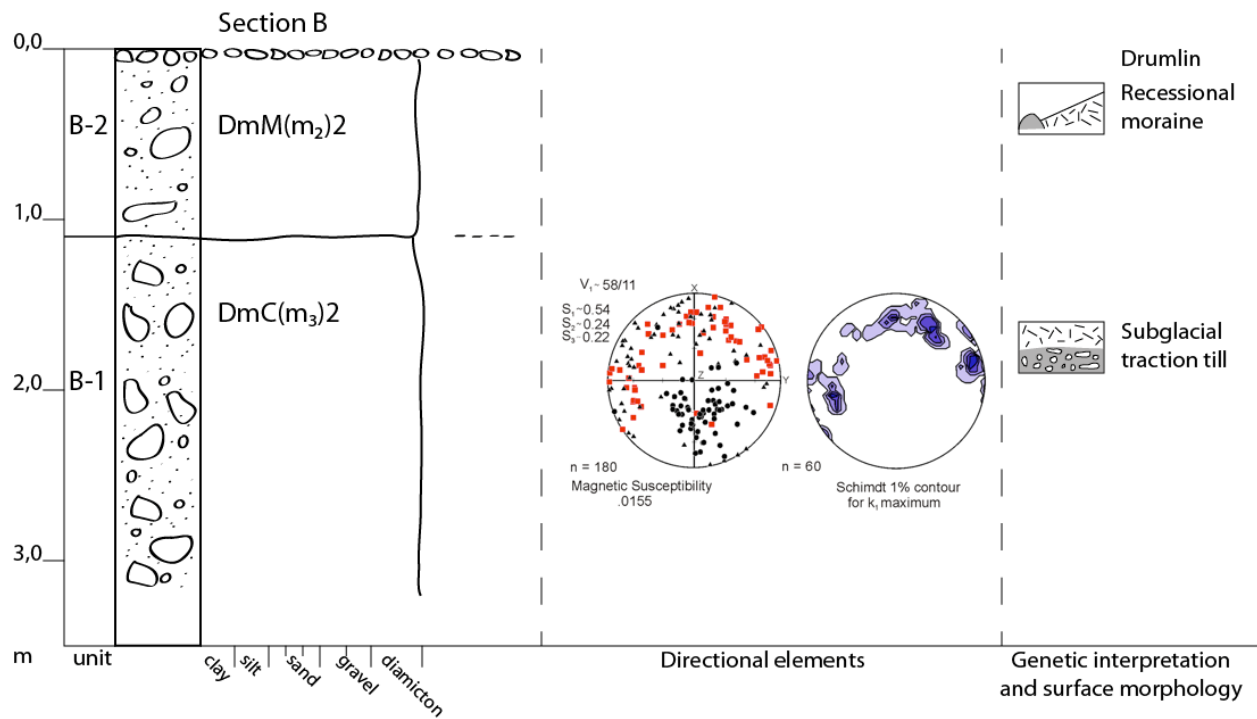 Section B
0,0
B-2
DmM(m₂)2
1,0
B-1
DmC(m₃)2
2,0
3,0
m
unit
clay
silt
sand
gravel
diamicton
V₁~ 58/11
S₁~0.54
S₂~0.24
S₃~0.22
X
Y
Z
n = 180
Magnetic Susceptibility
.0155
n = 60
Schimdt 1% contour
for k₁ maximum
Directional elements
Drumlin
Recessional
moraine
Subglacial
traction till
Genetic interpretation
and surface morphology